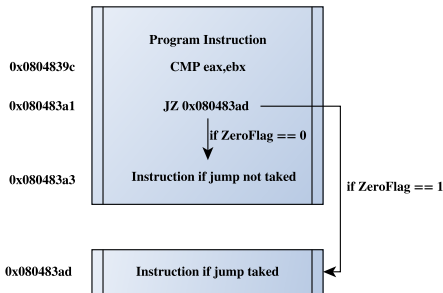 Program Instruction
0x0804839c CMP eax,ebx
0x080483a1 JZ 0x080483ad
if ZeroFlag == 0
0x080483a3 Instruction if jump not taked
if ZeroFlag == 1
0x080483ad Instruction if jump taked